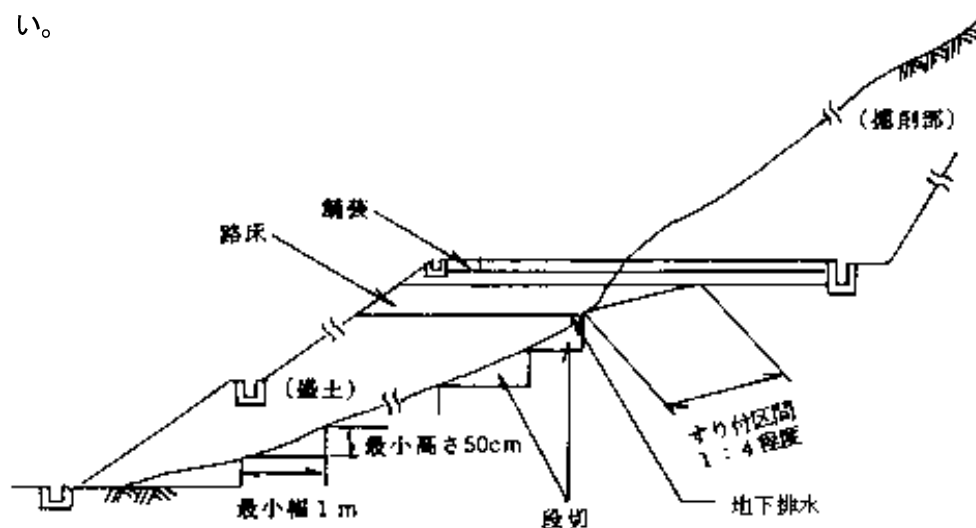 い。
(掘削部)
舗装
路床
(盛土)
すり付区間
1:4程度
最小高さ50cm
最小幅1m
段切
地下排水